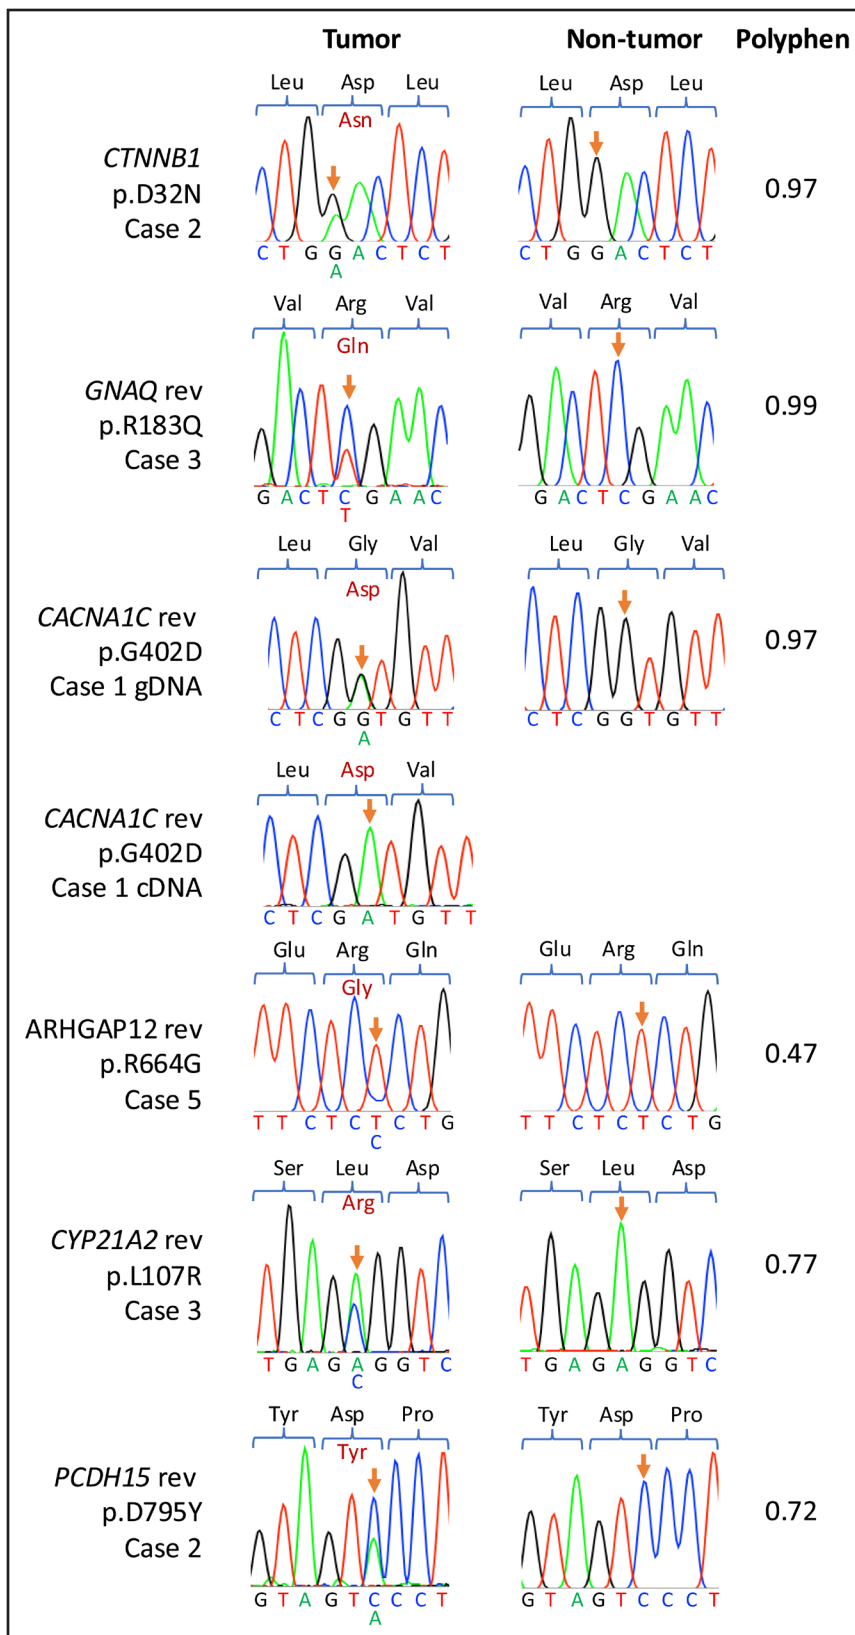 Tumor Non-tumor Polyphen
Leu Asp Leu Leu Asp Leu
Asn
CTNNB1
p.D32N
Case 2
0.97
C T G G A C T C T C T G G A C T C T
A
Val Arg Val Val Arg Val
Gln
GNAQ rev
p.R183Q
Case 3
0.99
G A C T C G A A C G A C T C G A A C
T
Leu Gly Val Leu Gly Val
Asp
CACNA1C rev
p.G402D
Case 1 gDNA
0.97
C T C G G T G T T C T C G G T G T T
A
Leu Asp Val
CACNA1C rev
p.G402D
Case 1 cDNA
C T C G A T G T T
Glu Arg Gln Glu Arg Gln
Gly
ARHGAP12 rev
p.R664G
Case 5
0.47
T T C T C T C T G T T C T C T C T G
C
Ser Leu Asp Ser Leu Asp
Arg
CYP21A2 rev
p.L107R
Case 3
0.77
T G A G A G G T C T G A G A G G T C
C
Tyr Asp Pro Tyr Asp Pro
Tyr
PCDH15 rev
p.D795Y
Case 2
0.72
G T A G T C C C T G T A G T C C C T
A